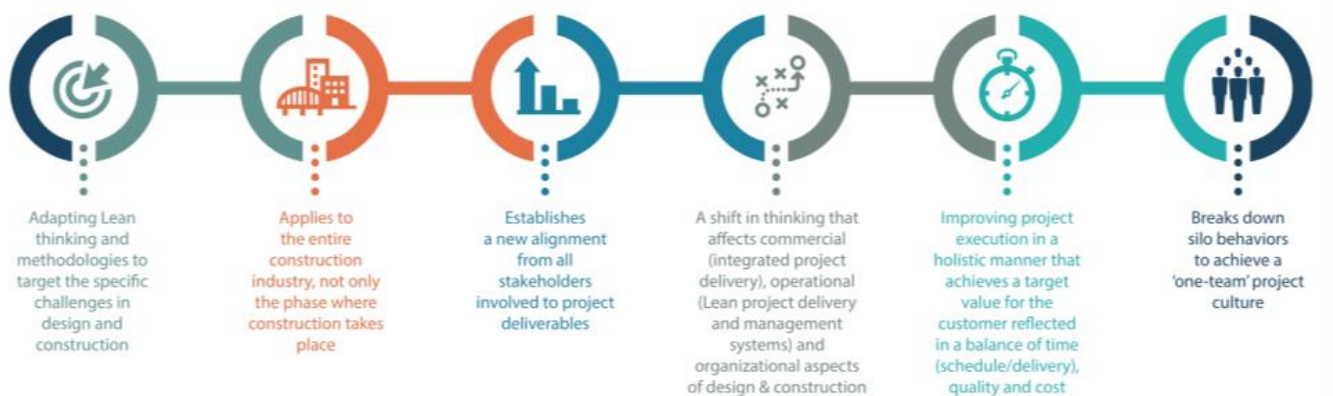 Adapting Lean
thinking and
methodologies to
target the specific
challenges in
design and
construction
Applies to
the entire
construction
industry, not only
the phase where
construction takes
place
Establishes
a new alignment
from all
stakeholders
involved to project
deliverables
A shift in thinking that
affects commercial
(integrated project
delivery), operational
(Lean project delivery
and management
systems) and
organizational aspects
of design & construction
Improving project
execution in a
holistic manner that
achieves a target
value for the
customer reflected
in a balance of time
(schedule/delivery),
quality and cost
Breaks down
silo behaviors
to achieve a
'one-team' project
culture